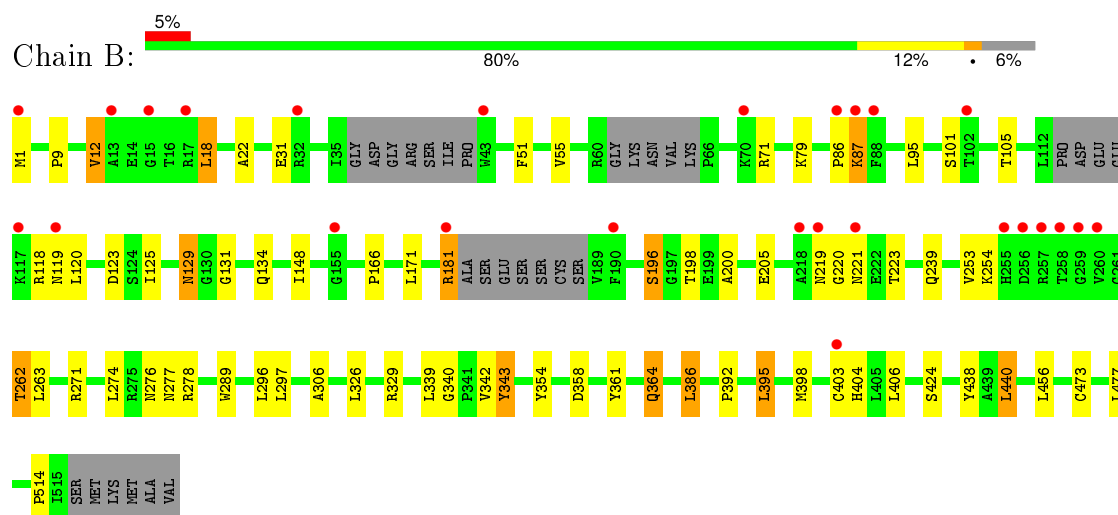 5%
Chain B:
80% 12% • 6%
M1 P9 V12 A13 E14 G15 T16 R17 L18 A22 E31 R32 I35 GLY ASP GLY ARG SER ILE PRO W43 F51 V55 R60 GLY LYS ASN VAL LYS P66 K70 R71 K79 P86 K87 F88 L95 S101 T102 T105 L112 PRO ASP GLU GLU
K117 R118 N119 L120 D123 S124 I125 N129 G130 G131 Q134 I148 G155 P166 L171 R181 ALA SER GLU SER SER CYS SER V189 F190 S196 G197 T198 E199 A200 E205 A218 N219 G220 N221 E222 T223 Q239 V253 K254 H255 D256 R257 T258 G259 V260 G261
T262 L263 R271 L274 R275 N276 N277 R278 W289 L296 L297 A306 L326 R329 L339 G340 P341 V342 Y343 Y354 D358 Y361 Q364 L386 P392 L395 M398 C403 H404 L405 L406 S424 Y438 A439 L440 L456 C473 L477
P514 I515 SER MET LYS MET ALA VAL